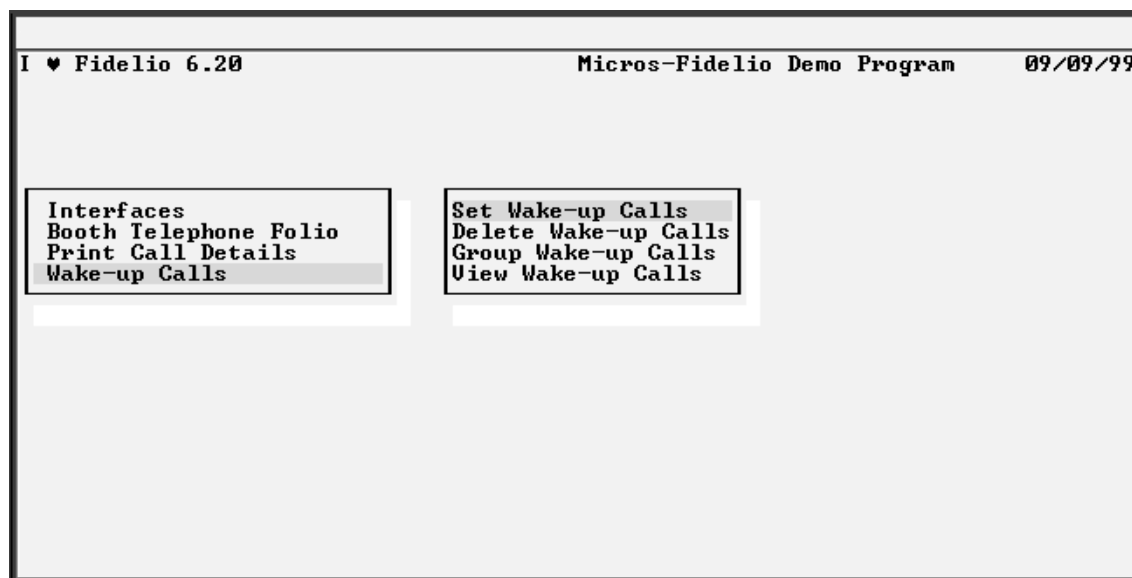 I ♥ Fidelio 6.20 Micros-Fidelio Demo Program 09/09/99
Interfaces
Booth Telephone Folio
Print Call Details
Wake-up Calls
Set Wake-up Calls
Delete Wake-up Calls
Group Wake-up Calls
View Wake-up Calls